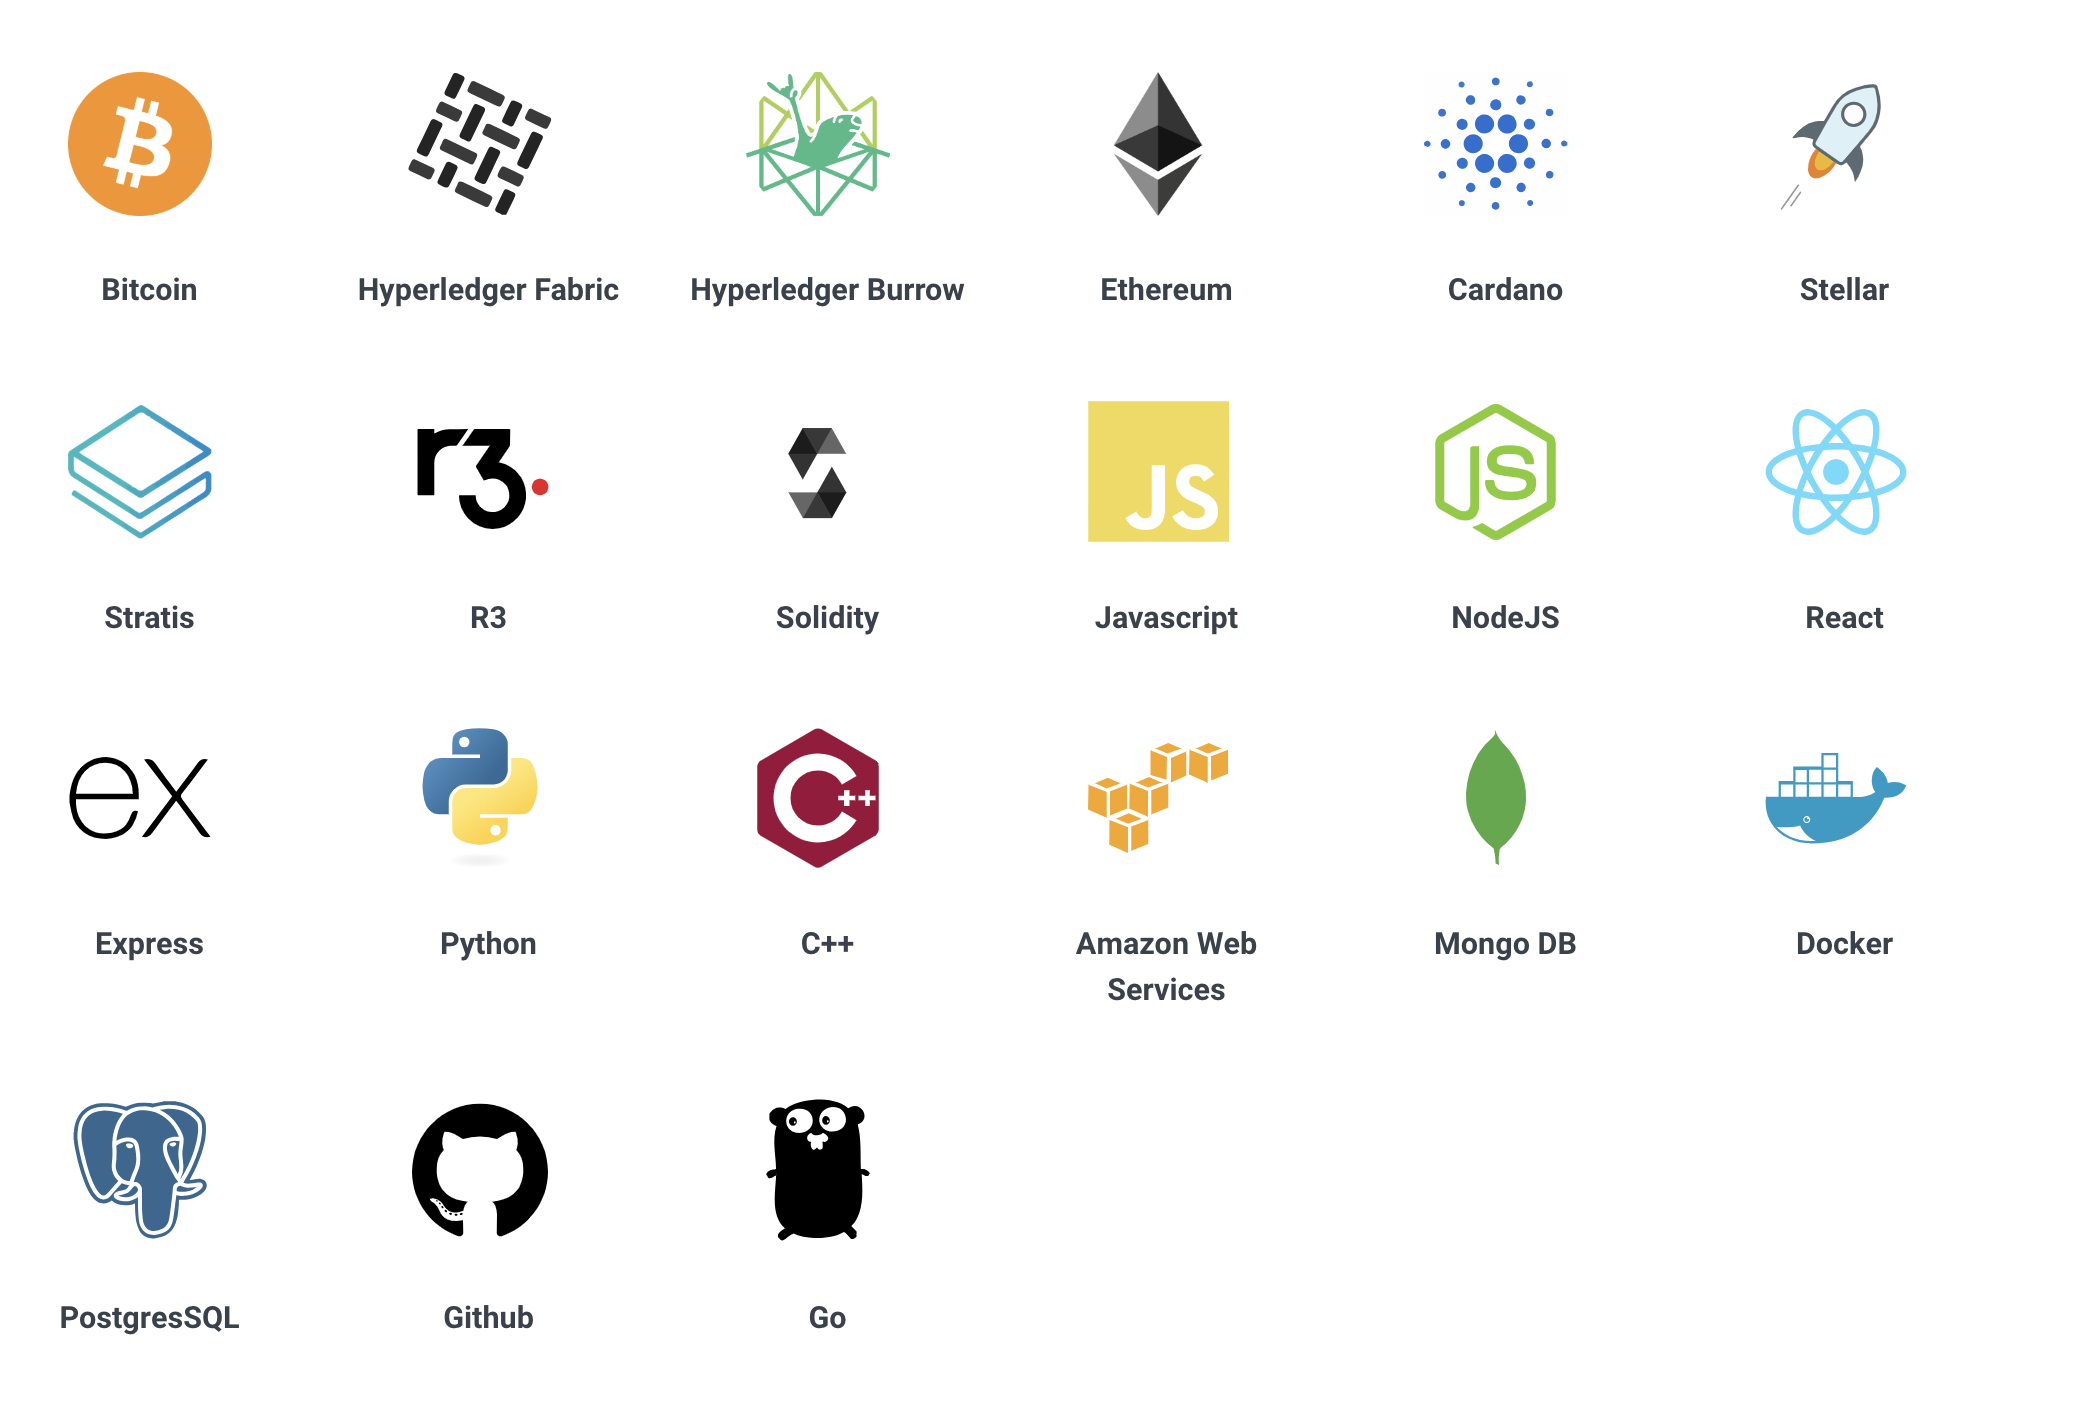 Bitcoin
Hyperledger Fabric
Hyperledger Burrow
Ethereum
Cardano
Stellar
r3.
JS
JS
Stratis
R3
Solidity
Javascript
NodeJS
React
ex
C++
Express
Python
C++
Amazon Web
Services
Mongo DB
Docker
PostgresSQL
Github
Go